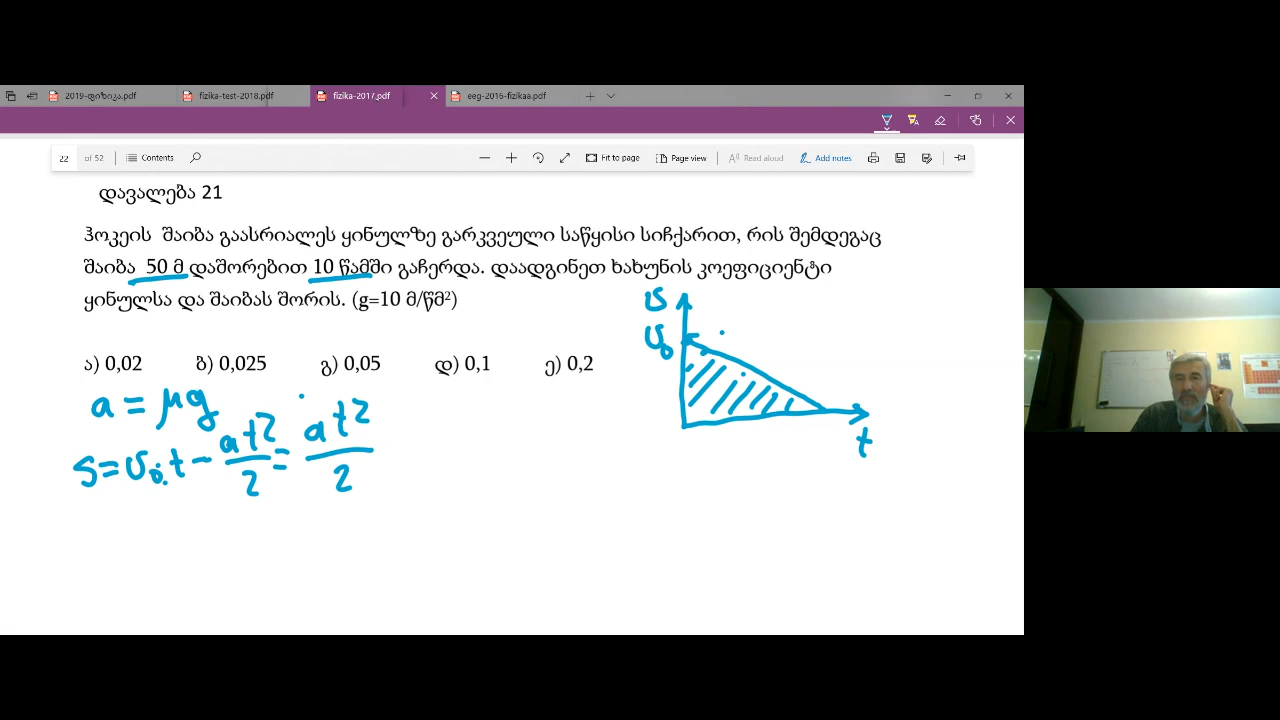 2019-ფიზიკა.pdf fizika-test-2018.pdf fizika-2017.pdf eeg-2016-fizikaa.pdf
22 of 52 Contents Fit to page Page view Read aloud Add notes
დავალება 21
ჰოკეის შაიბა გაასრიალეს ყინულზე გარკვეული საწყისი სიჩქარით, რის შემდეგაც
შაიბა 50 მ დაშორებით 10 წამში გაჩერდა. დაადგინეთ ხახუნის კოეფიციენტი
ყინულსა და შაიბას შორის. (g=10 მ/წმ²)
ა) 0,02 ბ) 0,025 გ) 0,05 დ) 0,1 ე) 0,2
a = μg
s = υ₀·t − at2/2 = at2/2
υ
υ₀
t